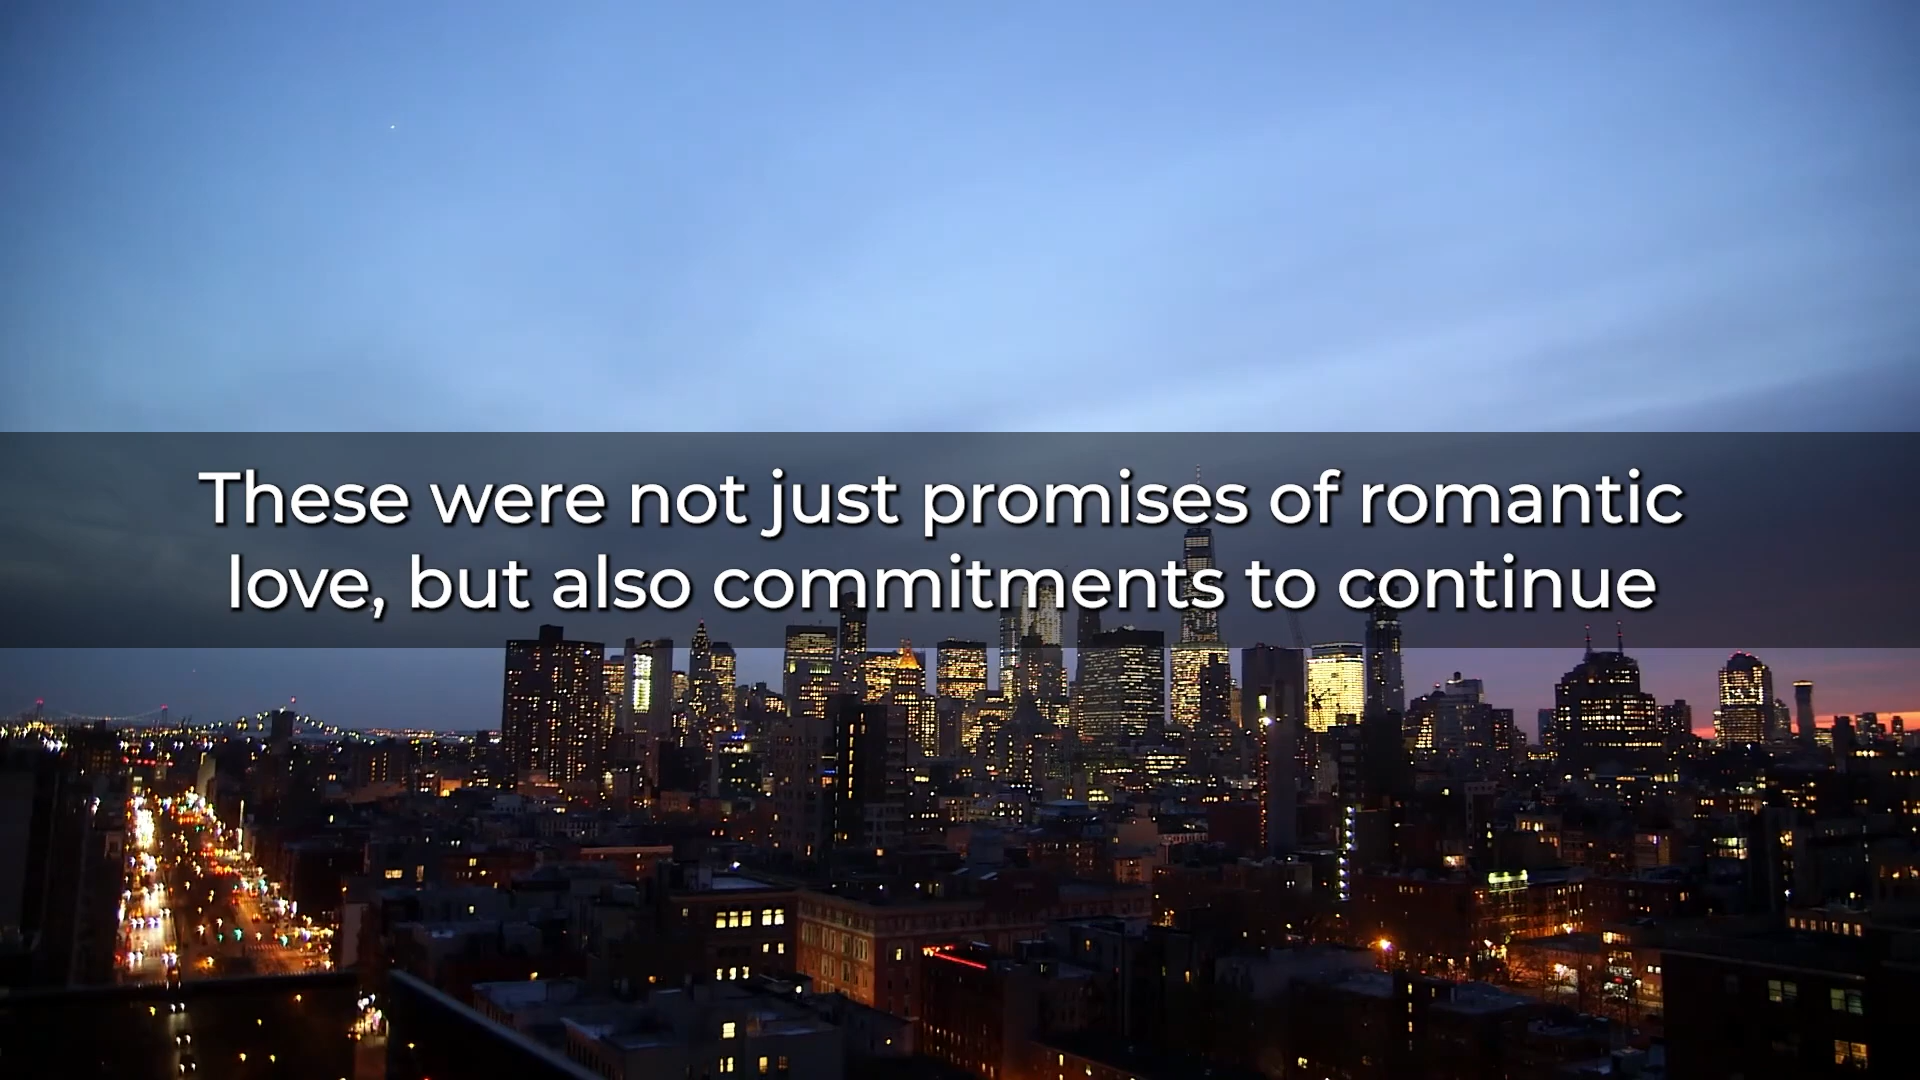 These were not just promises of romantic
love, but also commitments to continue